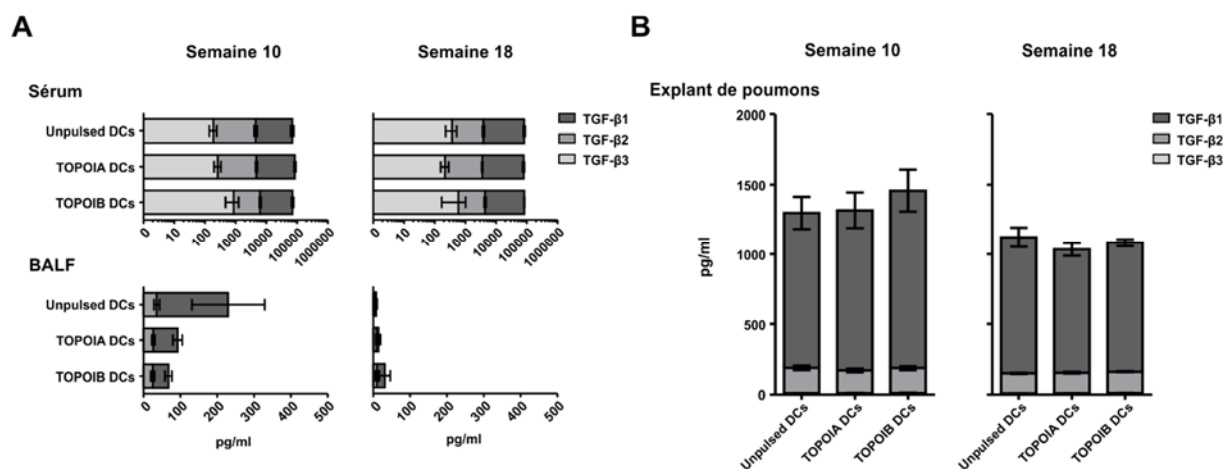 A
Semaine 10
Semaine 18
Sérum
Unpulsed DCs
TOPOIA DCs
TOPOIB DCs
TGF-β1
TGF-β2
TGF-β3
0
10
100
1000
10000
100000
1000000
0
10
100
1000
10000
100000
1000000
BALF
Unpulsed DCs
TOPOIA DCs
TOPOIB DCs
0 100 200 300 400 500
pg/ml
0 100 200 300 400 500
pg/ml
B
Semaine 10
Semaine 18
Explant de poumons
TGF-β1
TGF-β2
TGF-β3
2000
1500
1000
500
0
pg/ml
Unpulsed DCs
TOPOIA DCs
TOPOIB DCs
Unpulsed DCs
TOPOIA DCs
TOPOIB DCs